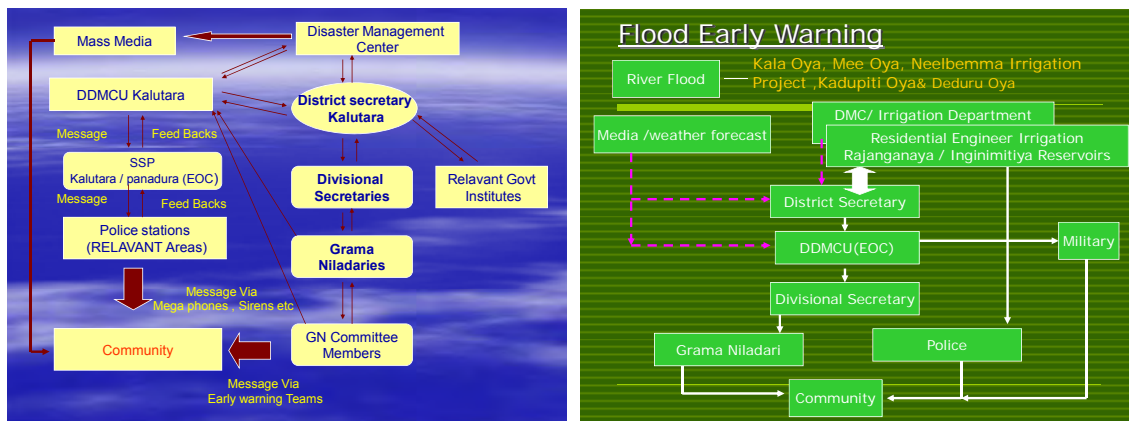 Mass Media
Disaster Management
Center
DDMCU Kalutara
District secretary
Kalutara
Message
Feed Backs
SSP
Kalutara / panadura (EOC)
Divisional
Secretaries
Relavant Govt
Institutes
Message
Feed Backs
Police stations
(RELAVANT Areas)
Grama
Niladaries
Message Via
Mega phones , Sirens etc
Community
GN Committee
Members
Message Via
Early warning Teams
Flood Early Warning
River Flood
Kala Oya, Mee Oya, Neelbemma Irrigation
Project ,Kadupiti Oya& Deduru Oya
Media /weather forecast
DMC/ Irrigation Department
Residential Engineer Irrigation
Rajanganaya / Inginimitiya Reservoirs
District Secretary
DDMCU(EOC)
Military
Divisional Secretary
Grama Niladari
Police
Community